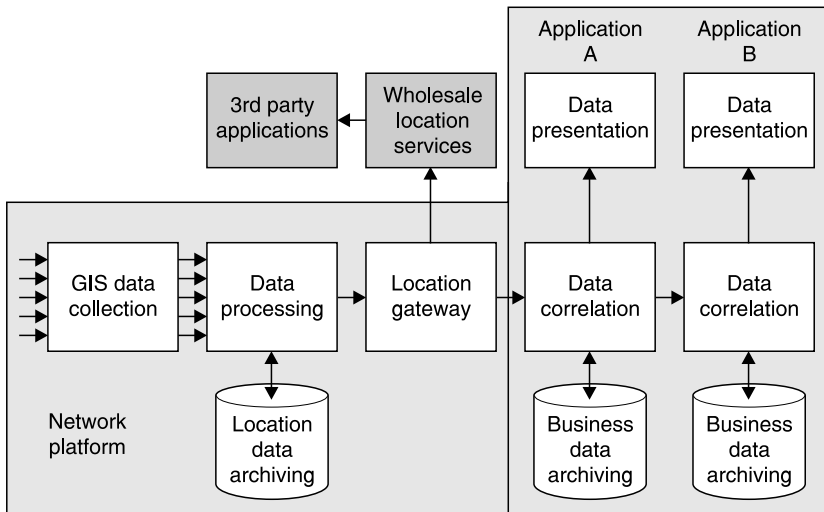 Application
A
Application
B
3rd party
applications
Wholesale
location
services
Data
presentation
Data
presentation
GIS data
collection
Data
processing
Location
gateway
Data
correlation
Data
correlation
Network
platform
Location
data
archiving
Business
data
archiving
Business
data
archiving